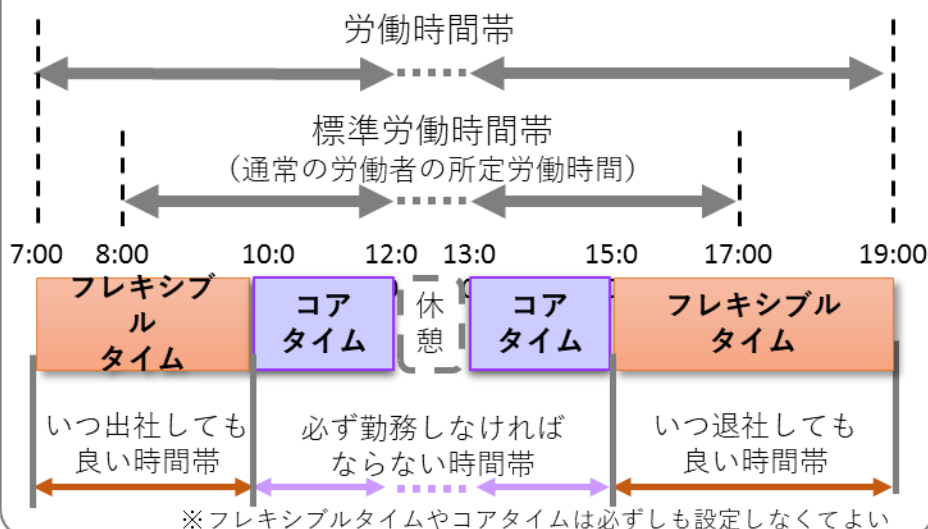 労働時間帯
標準労働時間帯
（通常の労働者の所定労働時間）
7:00 8:00 10:0 12:0 13:0 15:0 17:00 19:00
フレキシブ
ル
タイム
コア
タイム
休
憩
コア
タイム
フレキシブル
タイム
いつ出社しても
良い時間帯
必ず勤務しなければ
ならない時間帯
いつ退社しても
良い時間帯
※フレキシブルタイムやコアタイムは必ずしも設定しなくてよい